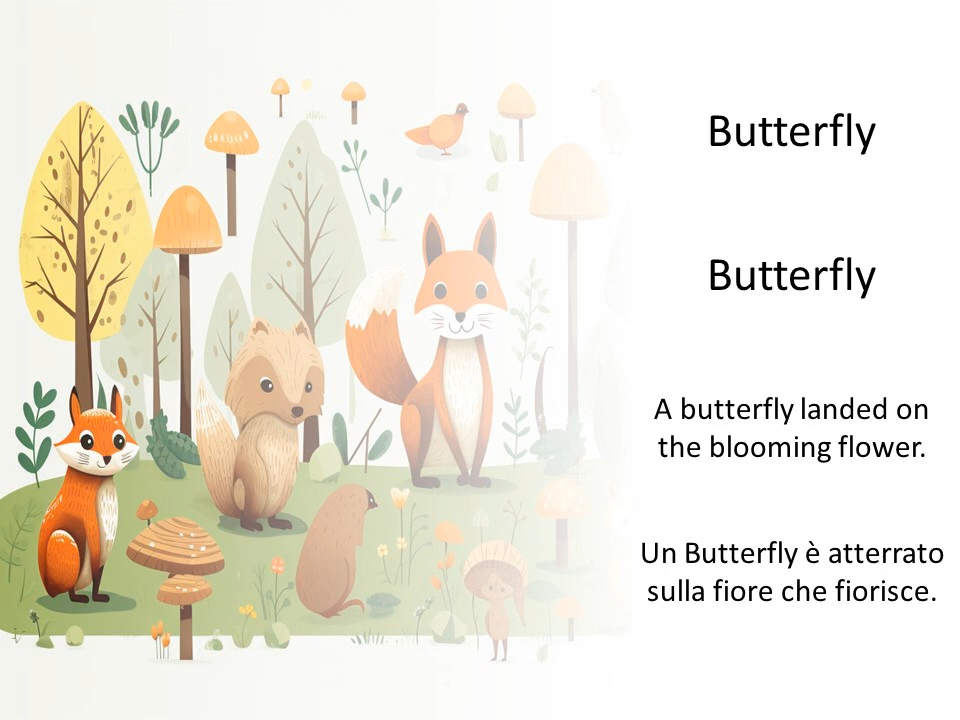 Butterfly
Butterfly
A butterfly landed on
the blooming flower.
Un Butterfly è atterrato
sulla fiore che fiorisce.